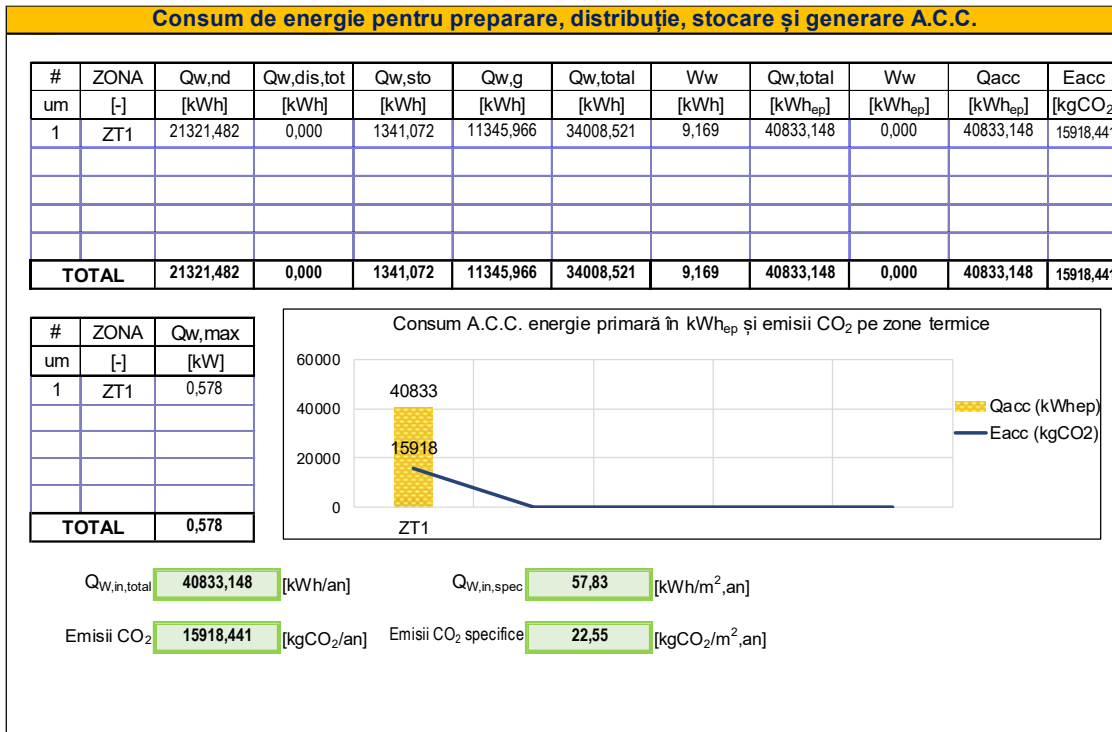 Consum de energie pentru preparare, distribuție, stocare și generare A.C.C.
# ZONA Qw,nd Qw,dis,tot Qw,sto Qw,g Qw,total Ww Qw,total Ww Qacc Eacc
um [-] [kWh] [kWh] [kWh] [kWh] [kWh] [kWh] [kWhep] [kWhep] [kWhep] [kgCO2
1 ZT1 21321,482 0,000 1341,072 11345,966 34008,521 9,169 40833,148 0,000 40833,148 15918,441
TOTAL 21321,482 0,000 1341,072 11345,966 34008,521 9,169 40833,148 0,000 40833,148 15918,441
# ZONA Qw,max
um [-] [kW]
1 ZT1 0,578
TOTAL 0,578
Consum A.C.C. energie primară în kWhep și emisii CO2 pe zone termice
60000
40000
20000
0
40833
15918
ZT1
Qacc (kWhep)
Eacc (kgCO2)
QW,in,total 40833,148 [kWh/an] QW,in,spec 57,83 [kWh/m2,an]
Emisii CO2 15918,441 [kgCO2/an] Emisii CO2 specifice 22,55 [kgCO2/m2,an]